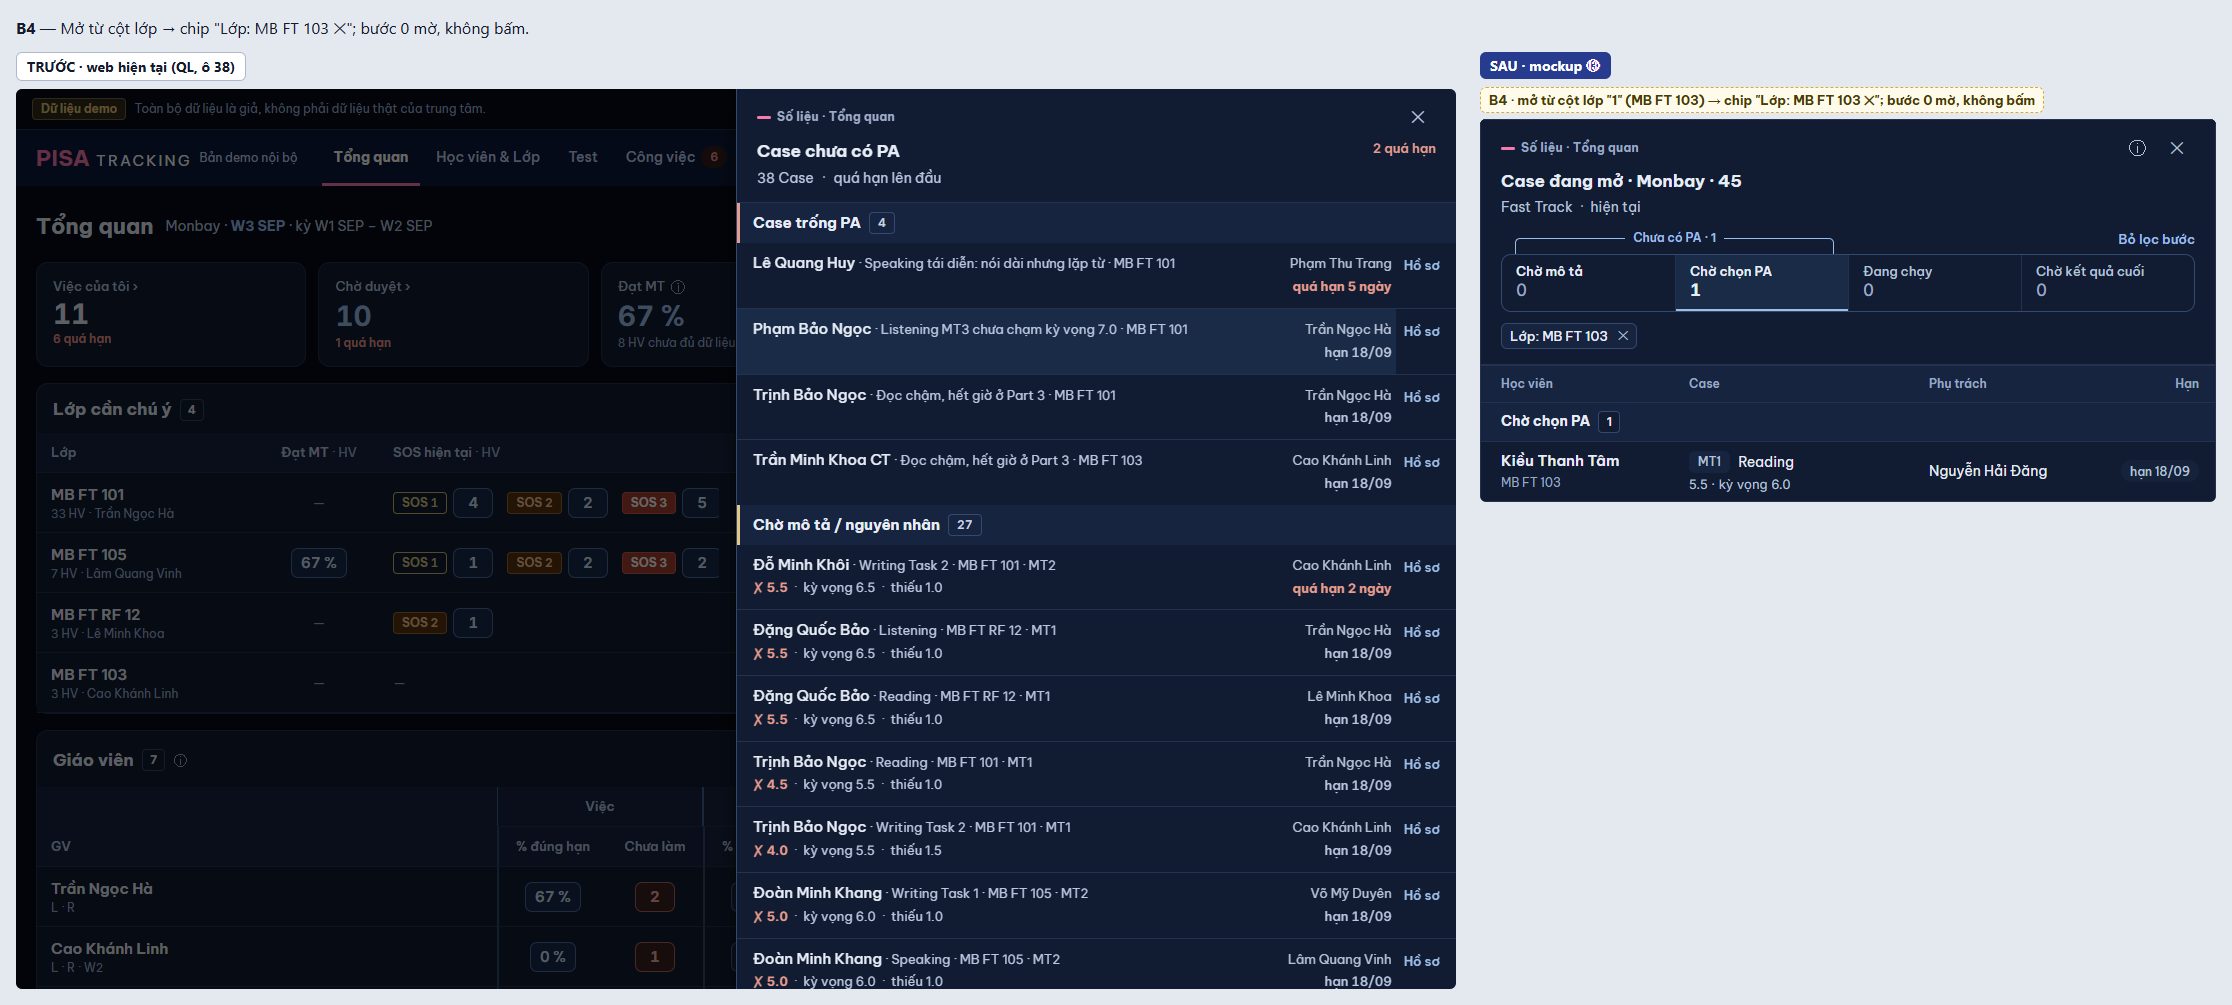 B4 — Mở từ cột lớp → chip "Lớp: MB FT 103 ✕"; bước 0 mờ, không bấm.
TRƯỚC · web hiện tại (QL, ô 38)
Dữ liệu demo Toàn bộ dữ liệu là giả, không phải dữ liệu thật của trung tâm.
PISA TRACKING Bản demo nội bộ Tổng quan Học viên & Lớp Test Công việc 6
Tổng quan Monbay · W3 SEP · kỳ W1 SEP – W2 SEP
Việc của tôi › Chờ duyệt › Đạt MT ⓘ
11 10 67 %
6 quá hạn 1 quá hạn 8 HV chưa đủ dữ liệu
Lớp cần chú ý 4
Lớp Đạt MT · HV SOS hiện tại · HV
MB FT 101 — SOS 1 4 SOS 2 2 SOS 3 5
33 HV · Trần Ngọc Hà
MB FT 105 67 % SOS 1 1 SOS 2 2 SOS 3 2
7 HV · Lâm Quang Vinh
MB FT RF 12 — SOS 2 1
3 HV · Lê Minh Khoa
MB FT 103 — —
3 HV · Cao Khánh Linh
Giáo viên 7 ⓘ
Việc
GV % đúng hạn Chưa làm %
Trần Ngọc Hà 67 % 2
L · R
Cao Khánh Linh 0 % 1
L · R · W2
Số liệu · Tổng quan ✕
Case chưa có PA 2 quá hạn
38 Case · quá hạn lên đầu
Case trống PA 4
Lê Quang Huy · Speaking tái diễn: nói dài nhưng lặp từ · MB FT 101 Phạm Thu Trang Hồ sơ
quá hạn 5 ngày
Phạm Bảo Ngọc · Listening MT3 chưa chạm kỳ vọng 7.0 · MB FT 101 Trần Ngọc Hà Hồ sơ
hạn 18/09
Trịnh Bảo Ngọc · Đọc chậm, hết giờ ở Part 3 · MB FT 101 Trần Ngọc Hà Hồ sơ
hạn 18/09
Trần Minh Khoa CT · Đọc chậm, hết giờ ở Part 3 · MB FT 103 Cao Khánh Linh Hồ sơ
hạn 18/09
Chờ mô tả / nguyên nhân 27
Đỗ Minh Khôi · Writing Task 2 · MB FT 101 · MT2 Cao Khánh Linh Hồ sơ
✗ 5.5 · kỳ vọng 6.5 · thiếu 1.0 quá hạn 2 ngày
Đặng Quốc Bảo · Listening · MB FT RF 12 · MT1 Trần Ngọc Hà Hồ sơ
✗ 5.5 · kỳ vọng 6.5 · thiếu 1.0 hạn 18/09
Đặng Quốc Bảo · Reading · MB FT RF 12 · MT1 Lê Minh Khoa Hồ sơ
✗ 5.5 · kỳ vọng 6.5 · thiếu 1.0 hạn 18/09
Trịnh Bảo Ngọc · Reading · MB FT 101 · MT1 Trần Ngọc Hà Hồ sơ
✗ 4.5 · kỳ vọng 5.5 · thiếu 1.0 hạn 18/09
Trịnh Bảo Ngọc · Writing Task 2 · MB FT 101 · MT1 Cao Khánh Linh Hồ sơ
✗ 4.0 · kỳ vọng 5.5 · thiếu 1.5 hạn 18/09
Đoàn Minh Khang · Writing Task 1 · MB FT 105 · MT2 Võ Mỹ Duyên Hồ sơ
✗ 5.0 · kỳ vọng 6.0 · thiếu 1.0 hạn 18/09
Đoàn Minh Khang · Speaking · MB FT 105 · MT2 Lâm Quang Vinh Hồ sơ
✗ 5.0 · kỳ vọng 6.0 · thiếu 1.0 hạn 18/09
SAU · mockup
B4 · mở từ cột lớp "1" (MB FT 103) → chip "Lớp: MB FT 103 ✕"; bước 0 mờ, không bấm
Số liệu · Tổng quan ⓘ ✕
Case đang mở · Monbay · 45
Fast Track · hiện tại
Chưa có PA · 1 Bỏ lọc bước
Chờ mô tả Chờ chọn PA Đang chạy Chờ kết quả cuối
0 1 0 0
Lớp: MB FT 103 ✕
Học viên Case Phụ trách Hạn
Chờ chọn PA 1
Kiều Thanh Tâm MT1 Reading Nguyễn Hải Đăng hạn 18/09
MB FT 103 5.5 · kỳ vọng 6.0